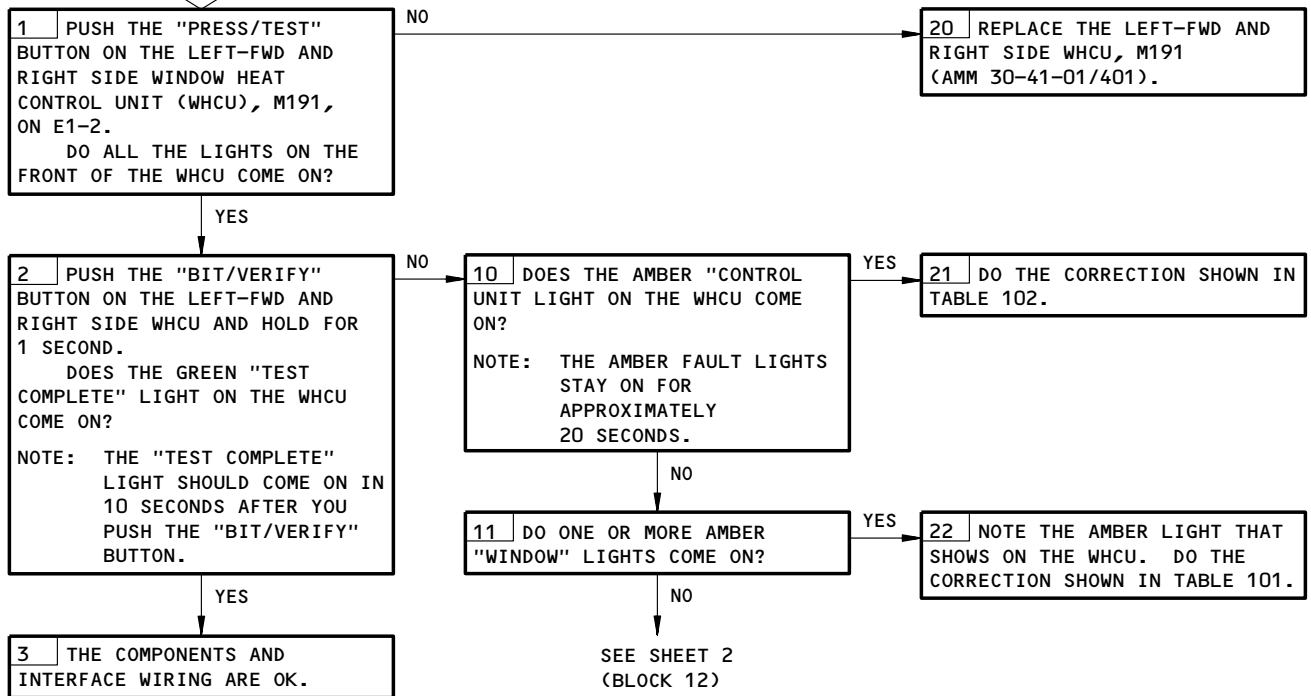 1 PUSH THE "PRESS/TEST"
BUTTON ON THE LEFT-FWD AND
RIGHT SIDE WINDOW HEAT
CONTROL UNIT (WHCU), M191,
ON E1-2.
DO ALL THE LIGHTS ON THE
FRONT OF THE WHCU COME ON?
NO
20 REPLACE THE LEFT-FWD AND
RIGHT SIDE WHCU, M191
(AMM 30-41-01/401).
YES
2 PUSH THE "BIT/VERIFY"
BUTTON ON THE LEFT-FWD AND
RIGHT SIDE WHCU AND HOLD FOR
1 SECOND.
DOES THE GREEN "TEST
COMPLETE" LIGHT ON THE WHCU
COME ON?
NOTE: THE "TEST COMPLETE"
LIGHT SHOULD COME ON IN
10 SECONDS AFTER YOU
PUSH THE "BIT/VERIFY"
BUTTON.
NO
10 DOES THE AMBER "CONTROL
UNIT LIGHT ON THE WHCU COME
ON?
NOTE: THE AMBER FAULT LIGHTS
STAY ON FOR
APPROXIMATELY
20 SECONDS.
YES
21 DO THE CORRECTION SHOWN IN
TABLE 102.
NO
11 DO ONE OR MORE AMBER
"WINDOW" LIGHTS COME ON?
YES
22 NOTE THE AMBER LIGHT THAT
SHOWS ON THE WHCU. DO THE
CORRECTION SHOWN IN TABLE 101.
YES
3 THE COMPONENTS AND
INTERFACE WIRING ARE OK.
NO
SEE SHEET 2
(BLOCK 12)